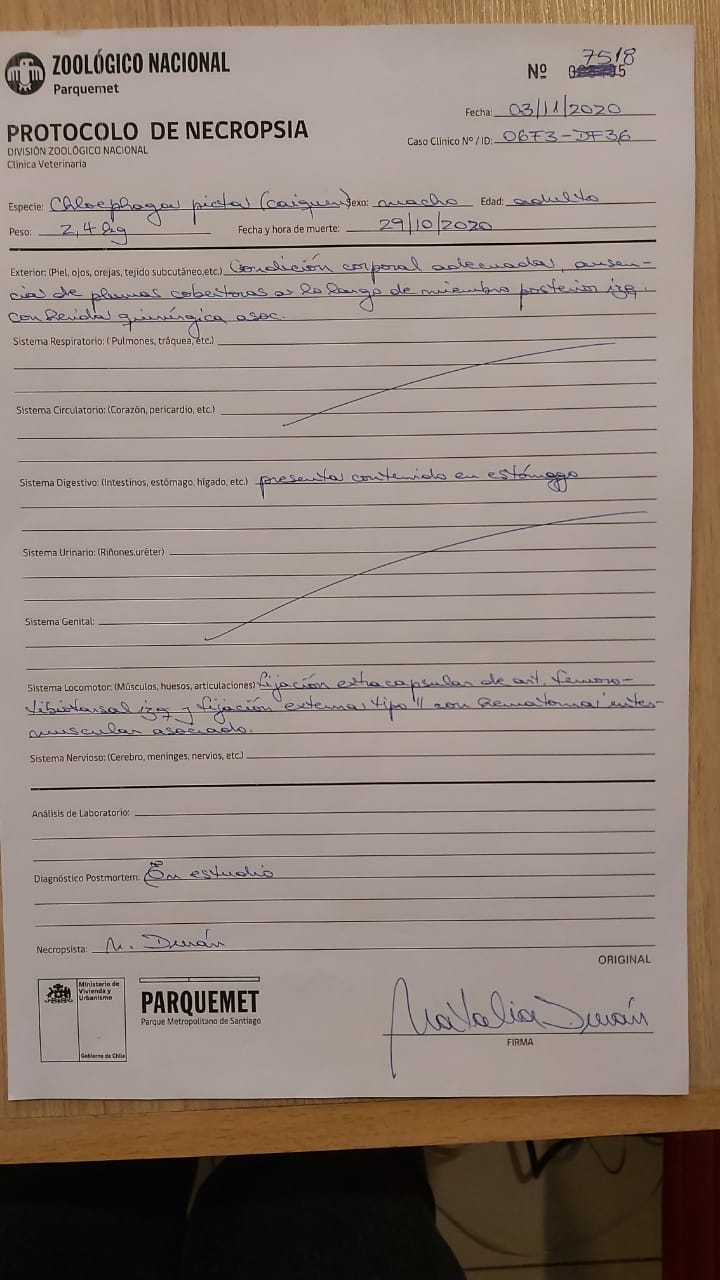 ZOOLÓGICO NACIONAL
Parquemet
Nº 7518
PROTOCOLO DE NECROPSIA
DIVISIÓN ZOOLÓGICO NACIONAL
Clínica Veterinaria
Fecha: 03/11/2020
Caso Clínico Nº / ID: 0673-DF36
Especie: Chloephaga picta (caiquen) Sexo: macho Edad: adulto
Peso: 2,4 kg Fecha y hora de muerte: 29/10/2020
Exterior: (Piel, ojos, orejas, tejido subcutáneo,etc.) Condición corporal adecuada, ausen-
cia de plumas cobertoras a lo largo de miembro posterior izq.
con herida quirúrgica asoc.
Sistema Respiratorio: ( Pulmones, tráquea, etc.)
Sistema Circulatorio: (Corazón, pericardio, etc.)
Sistema Digestivo: (Intestinos, estómago, hígado, etc.) presenta contenido en estómago
Sistema Urinario: (Riñones,uréter)
Sistema Genital:
Sistema Locomotor: (Músculos, huesos, articulaciones) fijación extracapsular de art. femoro-
tibiotarsal izq y fijación externa tipo II con hematoma inter-
muscular asociado.
Sistema Nervioso: (Cerebro, meninges, nervios, etc.)
Análisis de Laboratorio:
Diagnóstico Postmortem: En estudio
Necropsista: N. Durán
ORIGINAL
Ministerio de
Vivienda y
Urbanismo
Gobierno de Chile
PARQUEMET
Parque Metropolitano de Santiago
Natalia Durán
FIRMA